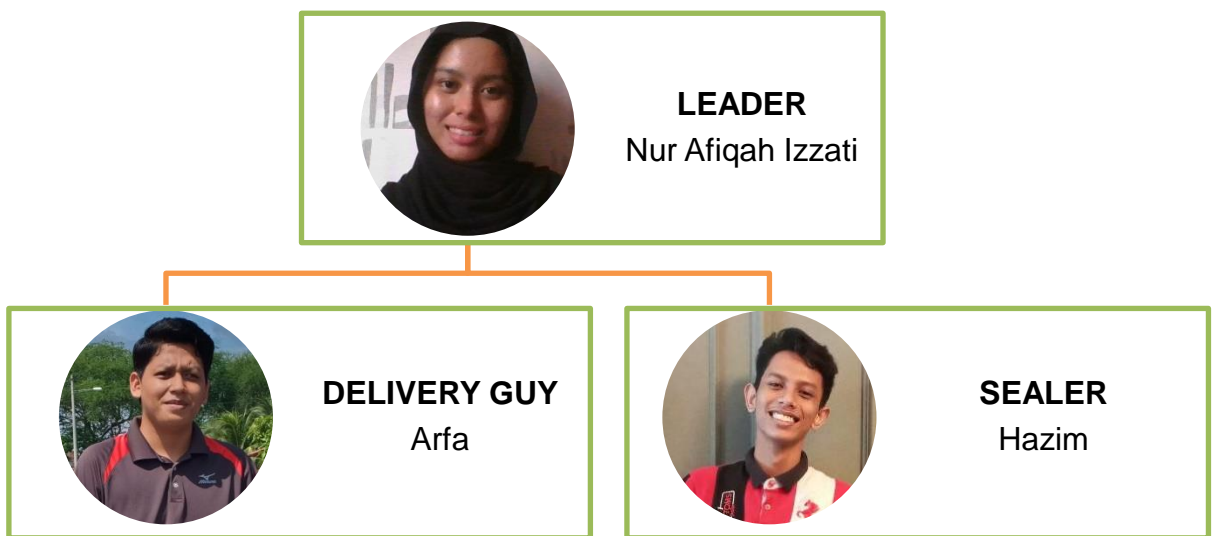 LEADER
Nur Afiqah Izzati
DELIVERY GUY
Arfa
SEALER
Hazim